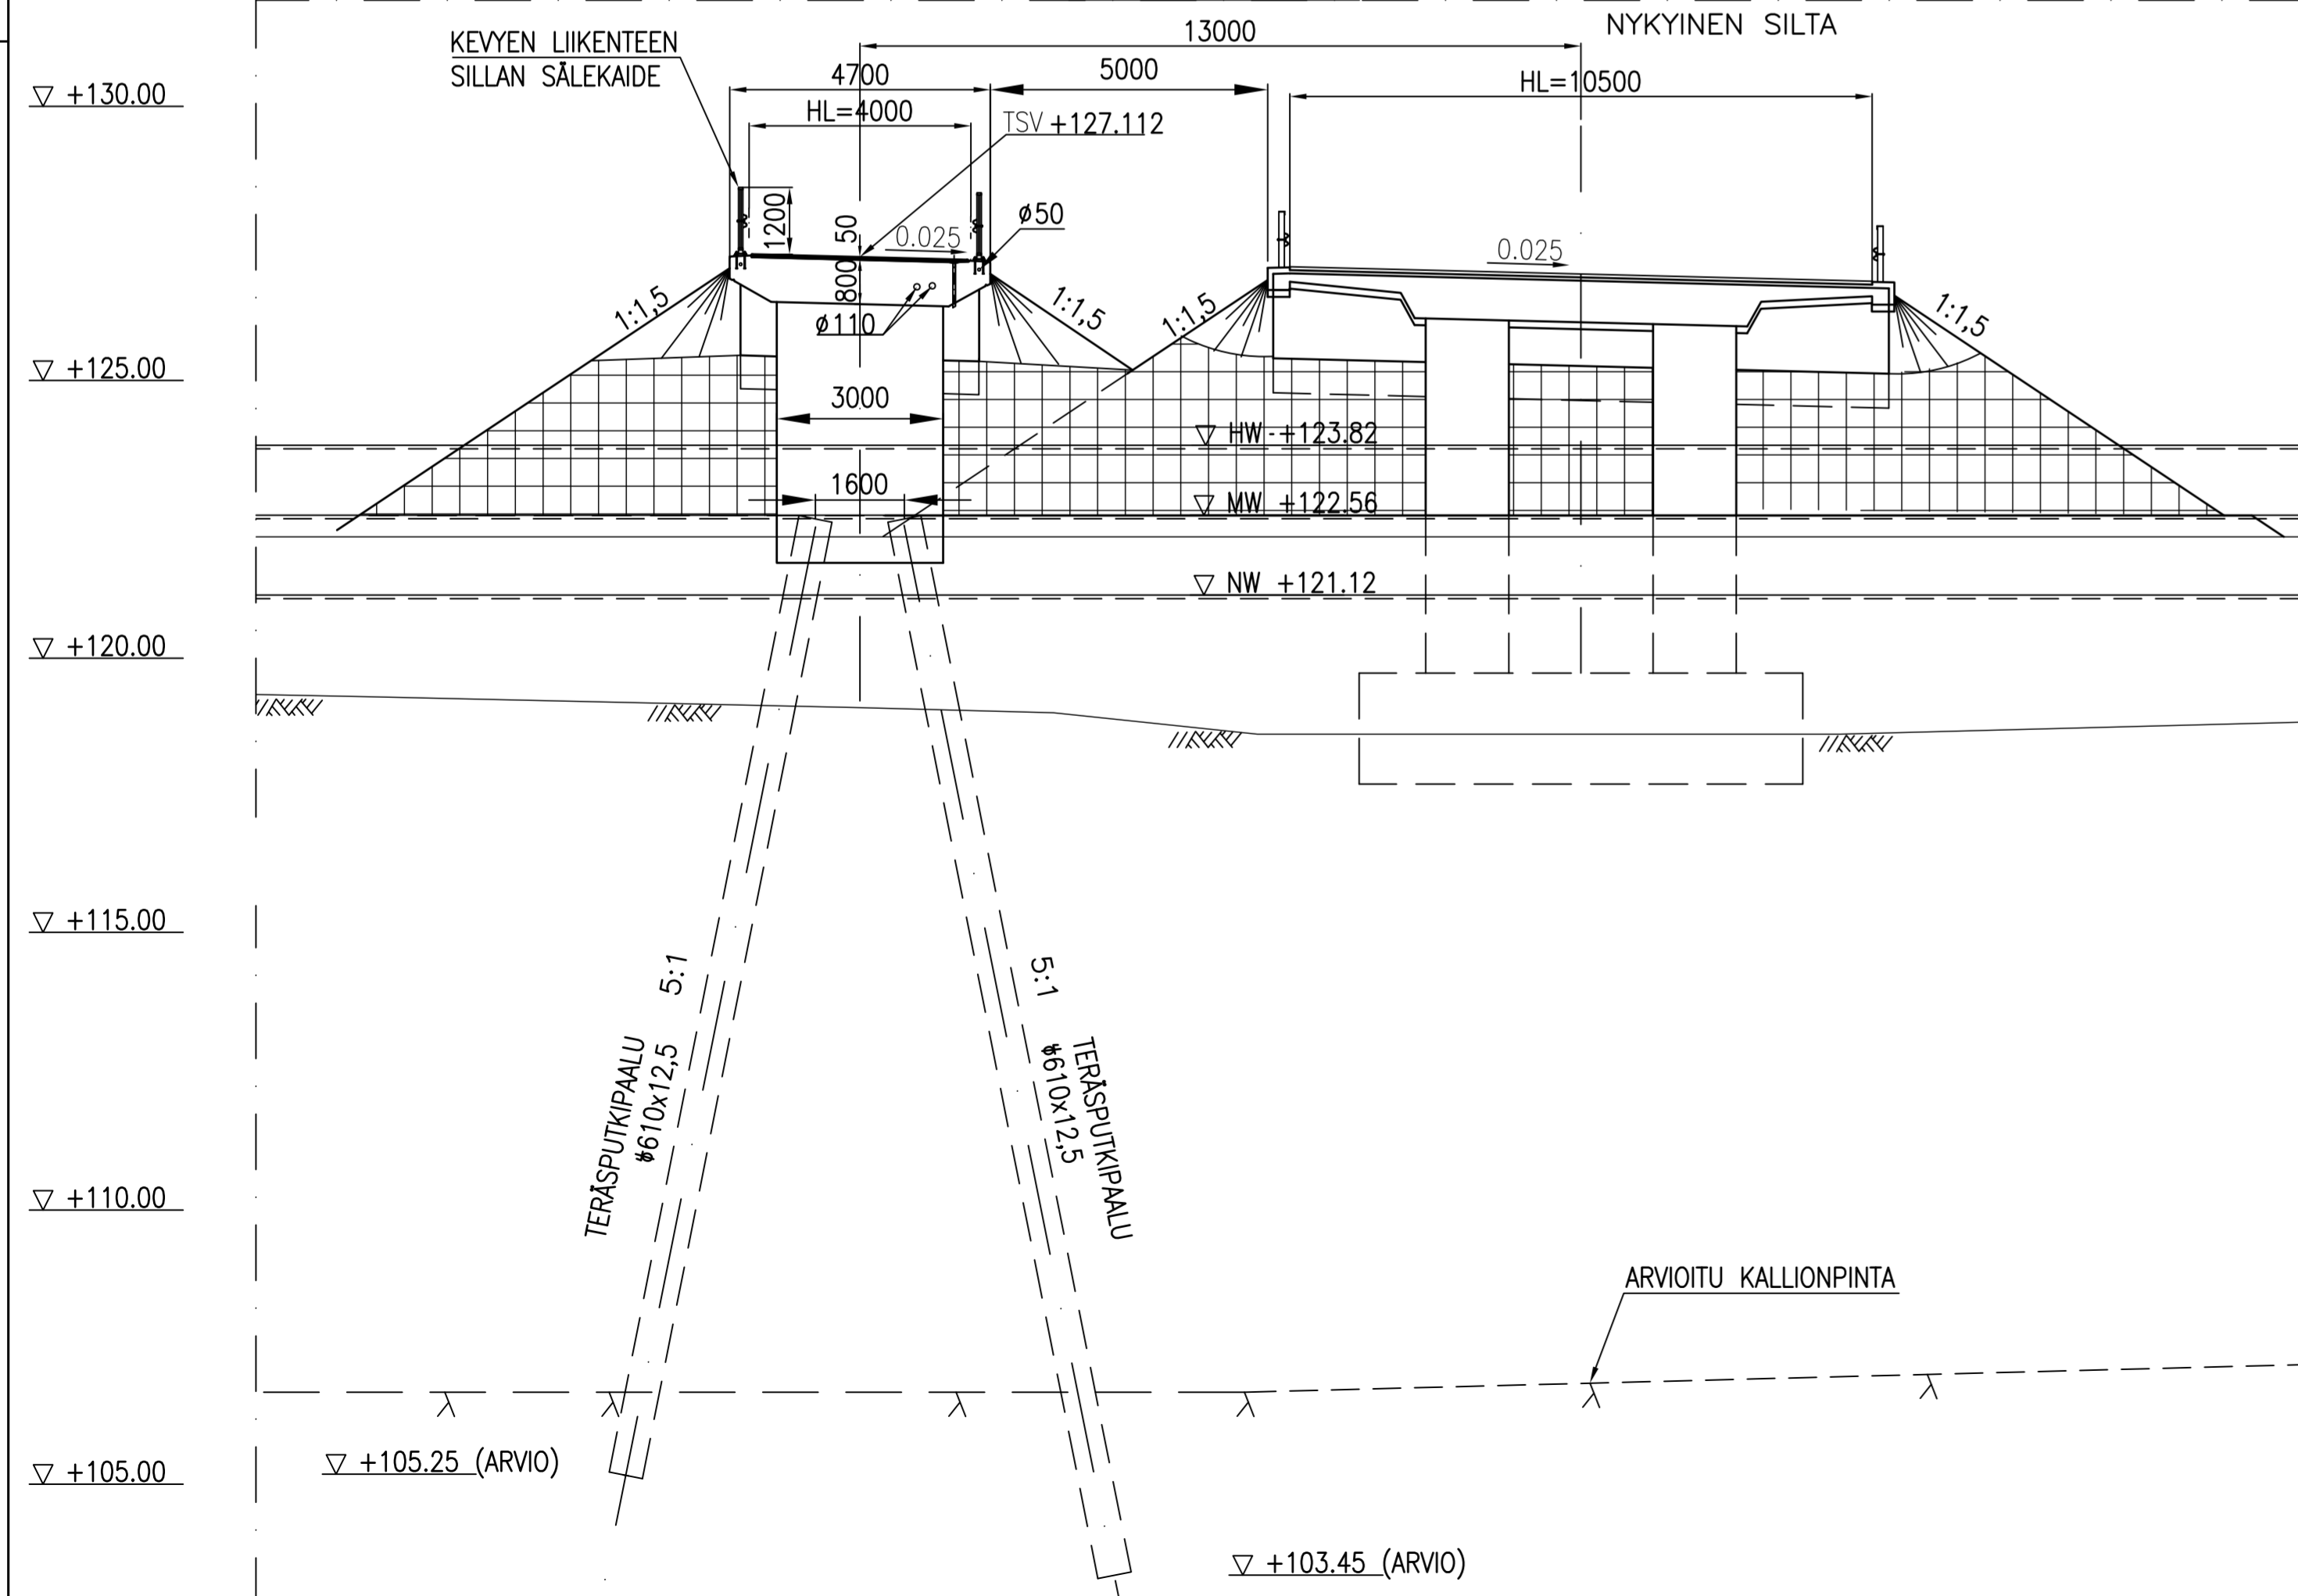 NYKYINEN SILTA
13000
KEVYEN LIIKENTEEN
SILLAN SÄLEKAIDE
4700
5000
HL=10500
+130.00
HL=4000
TSV +127.112
1200
50
ø50
0.025
0.025
800
1:1,5
1:1,5
1:1,5
1:1,5
ø110
+125.00
3000
HW +123.82
1600
MW +122.56
NW +121.12
+120.00
+115.00
5:1
5:1
TERÄSPUTKIPAALU
ø610x12,5
TERÄSPUTKIPAALU
ø610x12,5
+110.00
ARVIOITU KALLIONPINTA
+105.25 (ARVIO)
+105.00
+103.45 (ARVIO)